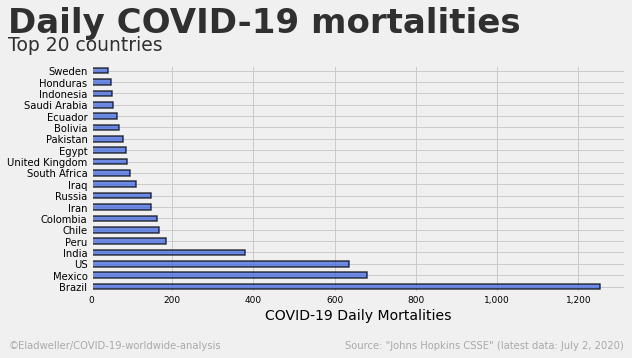 Daily COVID-19 mortalities
Top 20 countries
Sweden
Honduras
Indonesia
Saudi Arabia
Ecuador
Bolivia
Pakistan
Egypt
United Kingdom
South Africa
Iraq
Russia
Iran
Colombia
Chile
Peru
India
US
Mexico
Brazil
0 200 400 600 800 1,000 1,200
COVID-19 Daily Mortalities
©Eladweller/COVID-19-worldwide-analysis Source: "Johns Hopkins CSSE" (latest data: July 2, 2020)